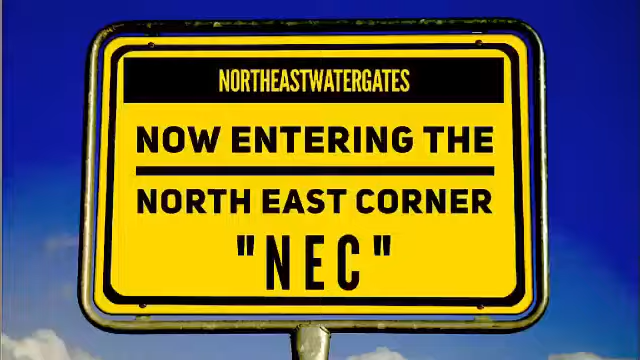 NORTHEASTWATERGATES
NOW ENTERING THE
NORTH EAST CORNER
"NEC"